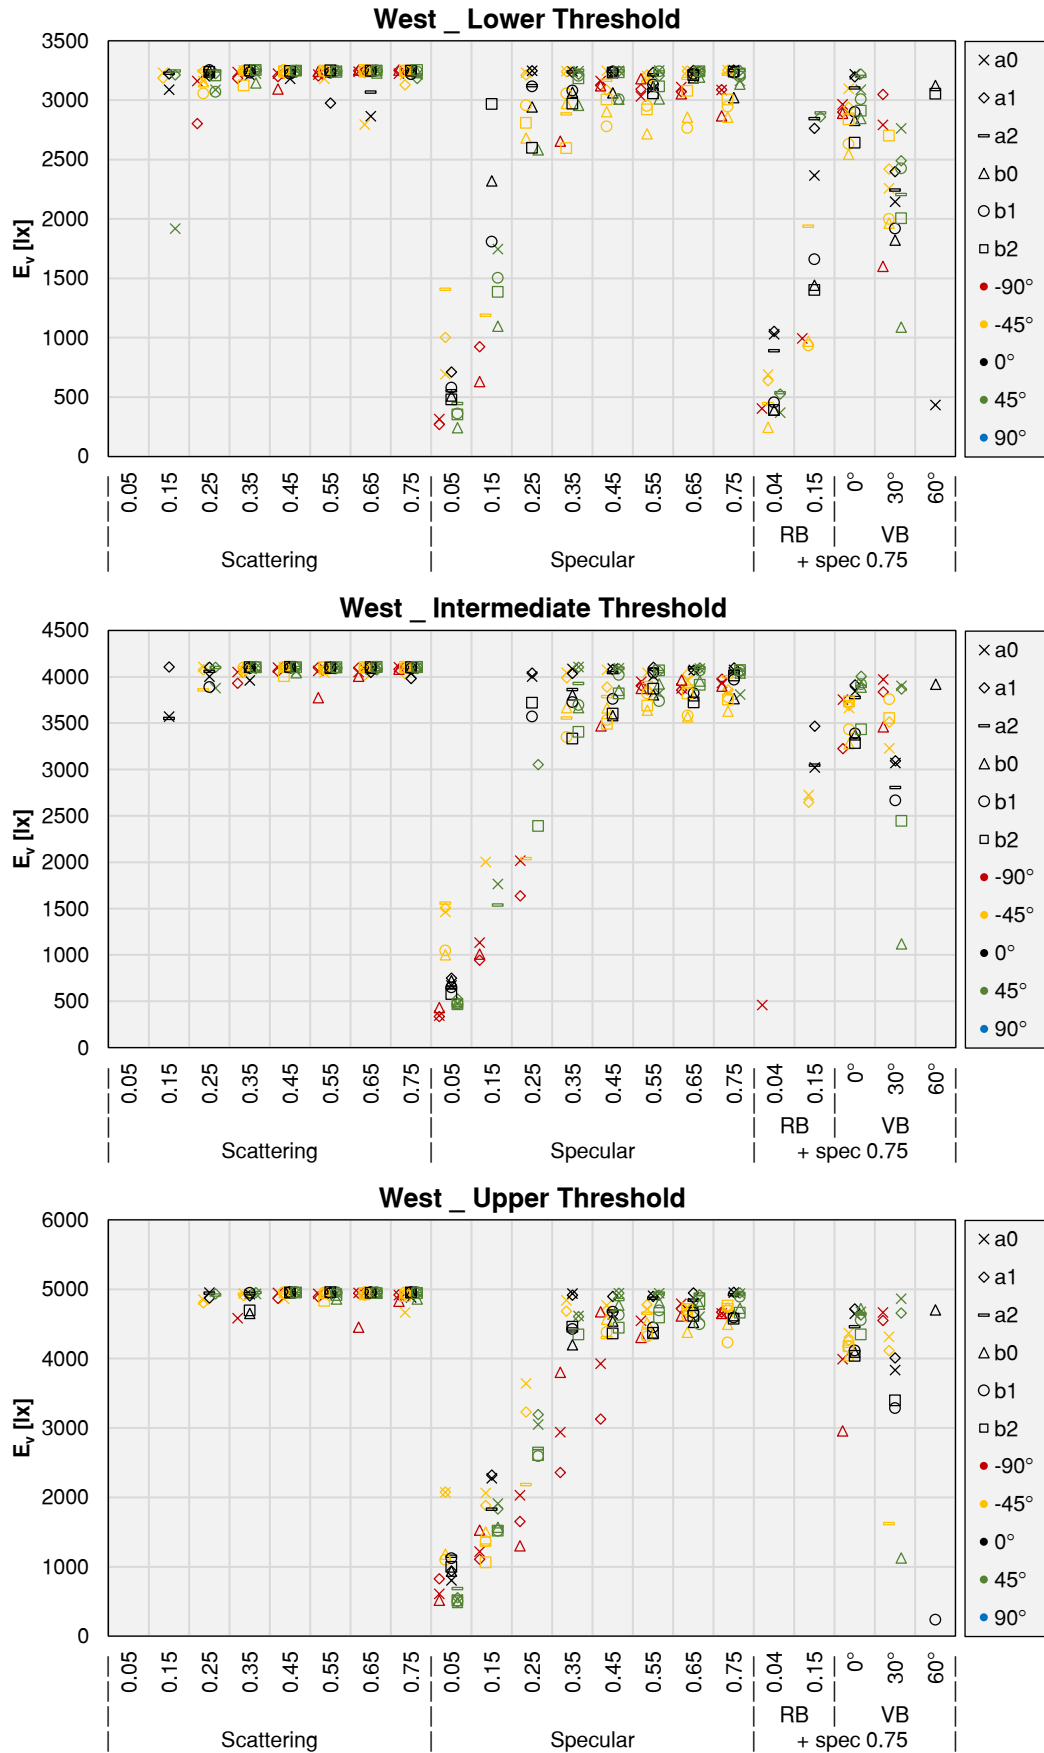 West _ Lower Threshold
3500
3000
2500
2000
1500
1000
500
0
Ev [lx]
0.05 0.15 0.25 0.35 0.45 0.55 0.65 0.75 0.05 0.15 0.25 0.35 0.45 0.55 0.65 0.75 0.04 0.15 0° 30° 60°
RB VB
Scattering Specular + spec 0.75
a0
a1
a2
b0
b1
b2
-90°
-45°
0°
45°
90°
West _ Intermediate Threshold
4500
4000
3500
3000
2500
2000
1500
1000
500
0
Ev [lx]
0.05 0.15 0.25 0.35 0.45 0.55 0.65 0.75 0.05 0.15 0.25 0.35 0.45 0.55 0.65 0.75 0.04 0.15 0° 30° 60°
RB VB
Scattering Specular + spec 0.75
a0
a1
a2
b0
b1
b2
-90°
-45°
0°
45°
90°
West _ Upper Threshold
6000
5000
4000
3000
2000
1000
0
Ev [lx]
0.05 0.15 0.25 0.35 0.45 0.55 0.65 0.75 0.05 0.15 0.25 0.35 0.45 0.55 0.65 0.75 0.04 0.15 0° 30° 60°
RB VB
Scattering Specular + spec 0.75
a0
a1
a2
b0
b1
b2
-90°
-45°
0°
45°
90°